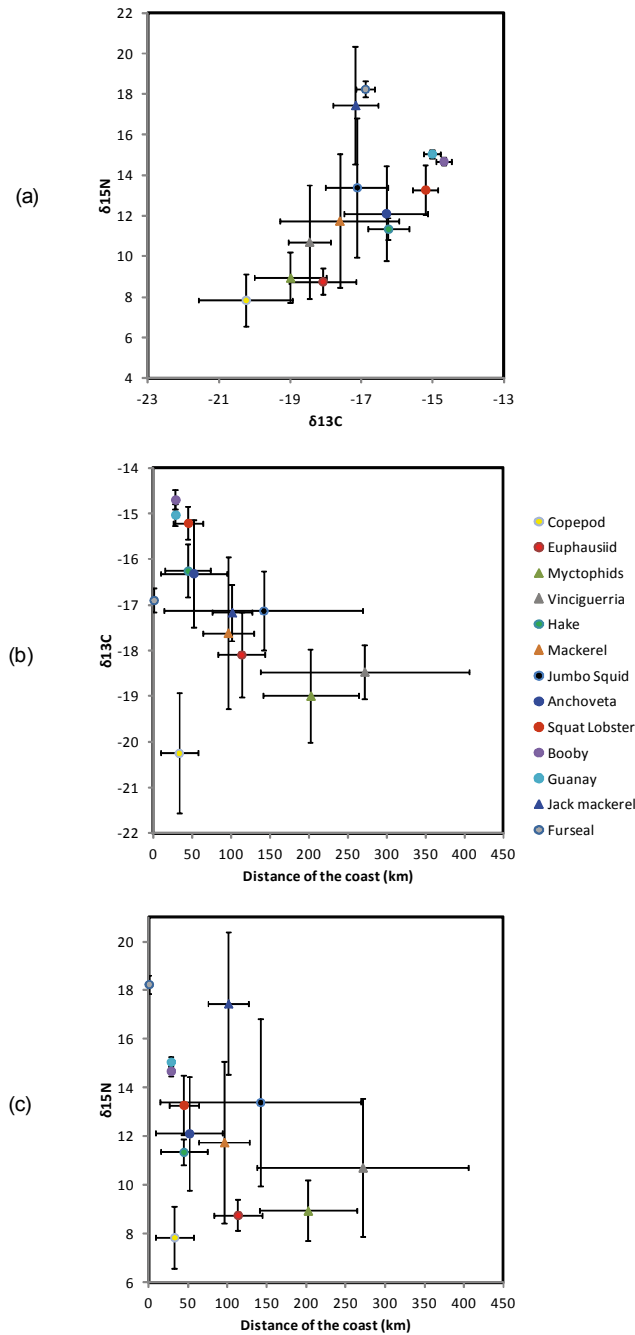 22
20
18
16
14
12
10
8
6
4
δ15N
(a)
-23 -21 -19 -17 -15 -13
δ13C
-14
-15
-16
-17
-18
-19
-20
-21
-22
δ13C
(b)
0 50 100 150 200 250 300 350 400 450
Distance of the coast (km)
Copepod
Euphausiid
Myctophids
Vinciguerria
Hake
Mackerel
Jumbo Squid
Anchoveta
Squat Lobster
Booby
Guanay
Jack mackerel
Furseal
20
18
16
14
12
10
8
6
δ15N
(c)
0 50 100 150 200 250 300 350 400 450
Distance of the coast (km)